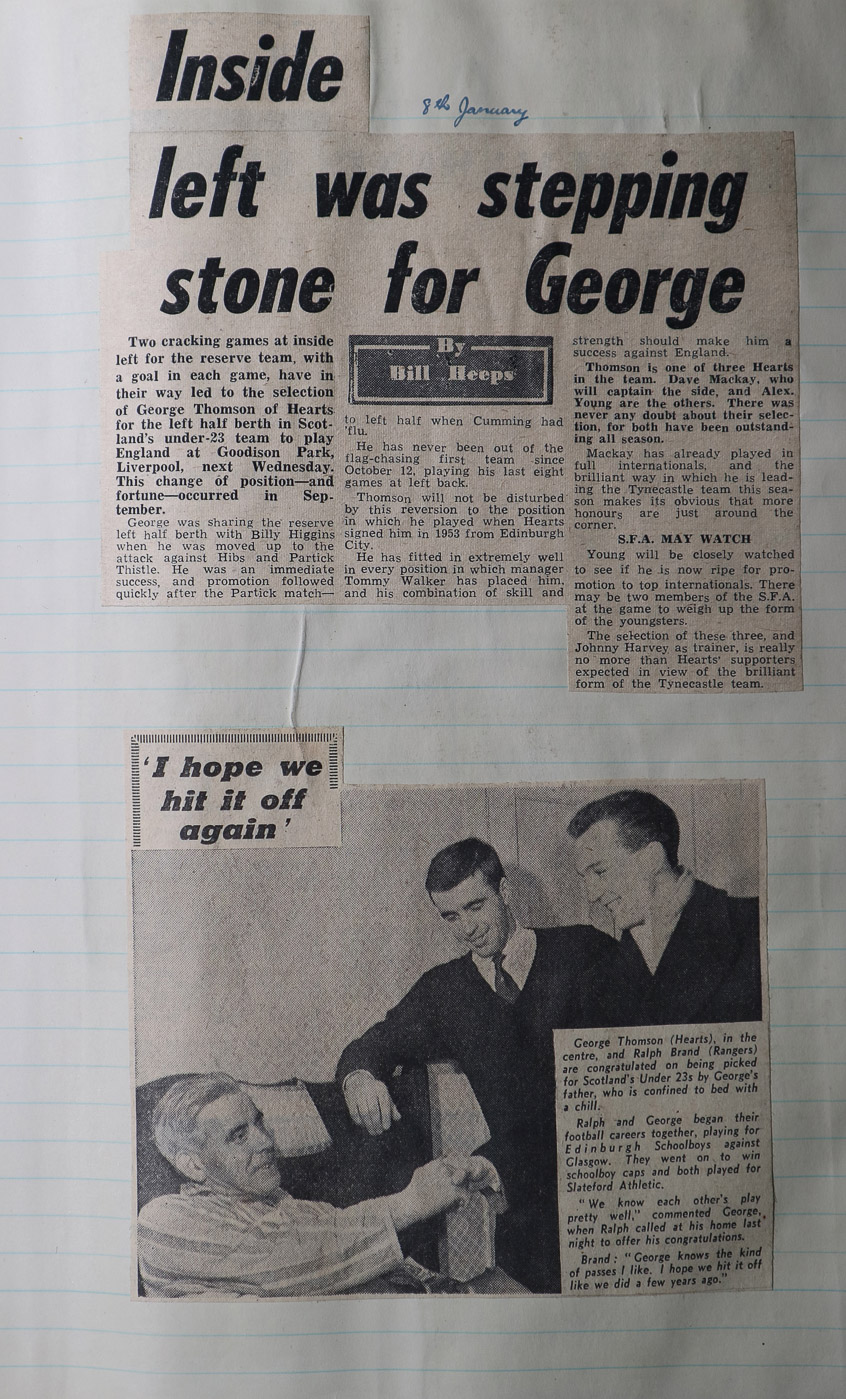 Inside
8th January
left was stepping
stone for George
Two cracking games at inside
left for the reserve team, with
a goal in each game, have in
their way led to the selection
of George Thomson of Hearts
for the left half berth in Scot-
land's under-23 team to play
England at Goodison Park,
Liverpool, next Wednesday.
This change of position—and
fortune—occurred in Sep-
tember.
George was sharing the reserve
left half berth with Billy Higgins
when he was moved up to the
attack against Hibs and Partick
Thistle. He was an immediate
success, and promotion followed
quickly after the Partick match—
By
Bill Heeps
to left half when Cumming had
'flu.
He has never been out of the
flag-chasing first team since
October 12, playing his last eight
games at left back.
Thomson will not be disturbed
by this reversion to the position
in which he played when Hearts
signed him in 1953 from Edinburgh
City.
He has fitted in extremely well
in every position in which manager
Tommy Walker has placed him,
and his combination of skill and
strength should make him a
success against England.
Thomson is one of three Hearts
in the team. Dave Mackay, who
will captain the side, and Alex.
Young are the others. There was
never any doubt about their selec-
tion, for both have been outstand-
ing all season.
Mackay has already played in
full internationals, and the
brilliant way in which he is lead-
ing the Tynecastle team this sea-
son makes its obvious that more
honours are just around the
corner.
S.F.A. MAY WATCH
Young will be closely watched
to see if he is now ripe for pro-
motion to top internationals. There
may be two members of the S.F.A.
at the game to weigh up the form
of the youngsters.
The selection of these three, and
Johnny Harvey as trainer, is really
no more than Hearts' supporters
expected in view of the brilliant
form of the Tynecastle team.
'I hope we
hit it off
again'
George Thomson (Hearts), in the
centre, and Ralph Brand (Rangers)
are congratulated on being picked
for Scotland's Under 23s by George's
father, who is confined to bed with
a chill.
Ralph and George began their
football careers together, playing for
Edinburgh Schoolboys against
Glasgow. They went on to win
schoolboy caps and both played for
Slateford Athletic.
"We know each other's play
pretty well," commented George,
when Ralph called at his home last
night to offer his congratulations.
Brand: "George knows the kind
of passes I like. I hope we hit it off
like we did a few years ago."